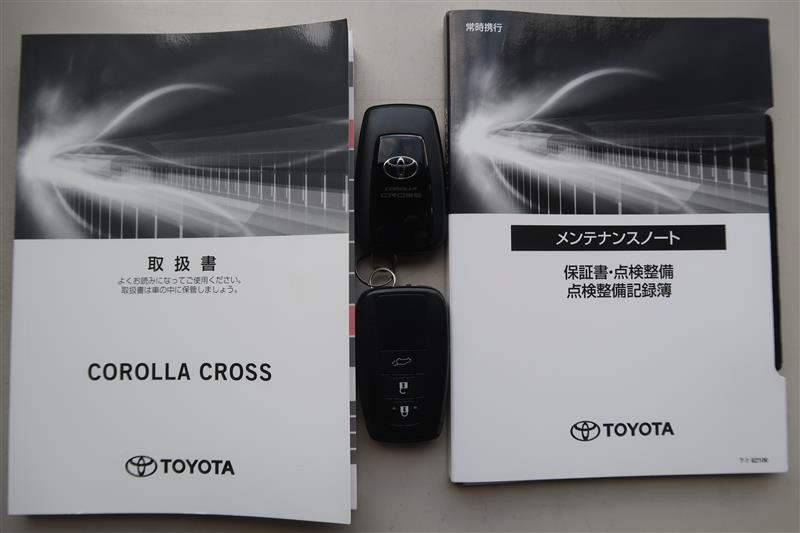 取扱書
よくお読みになってご使用ください。
取扱書は車の中に保管しましょう。
COROLLA CROSS
TOYOTA
COROLLA
CROSS
常時携行
メンテナンスノート
保証書・点検整備
点検整備記録簿
TOYOTA